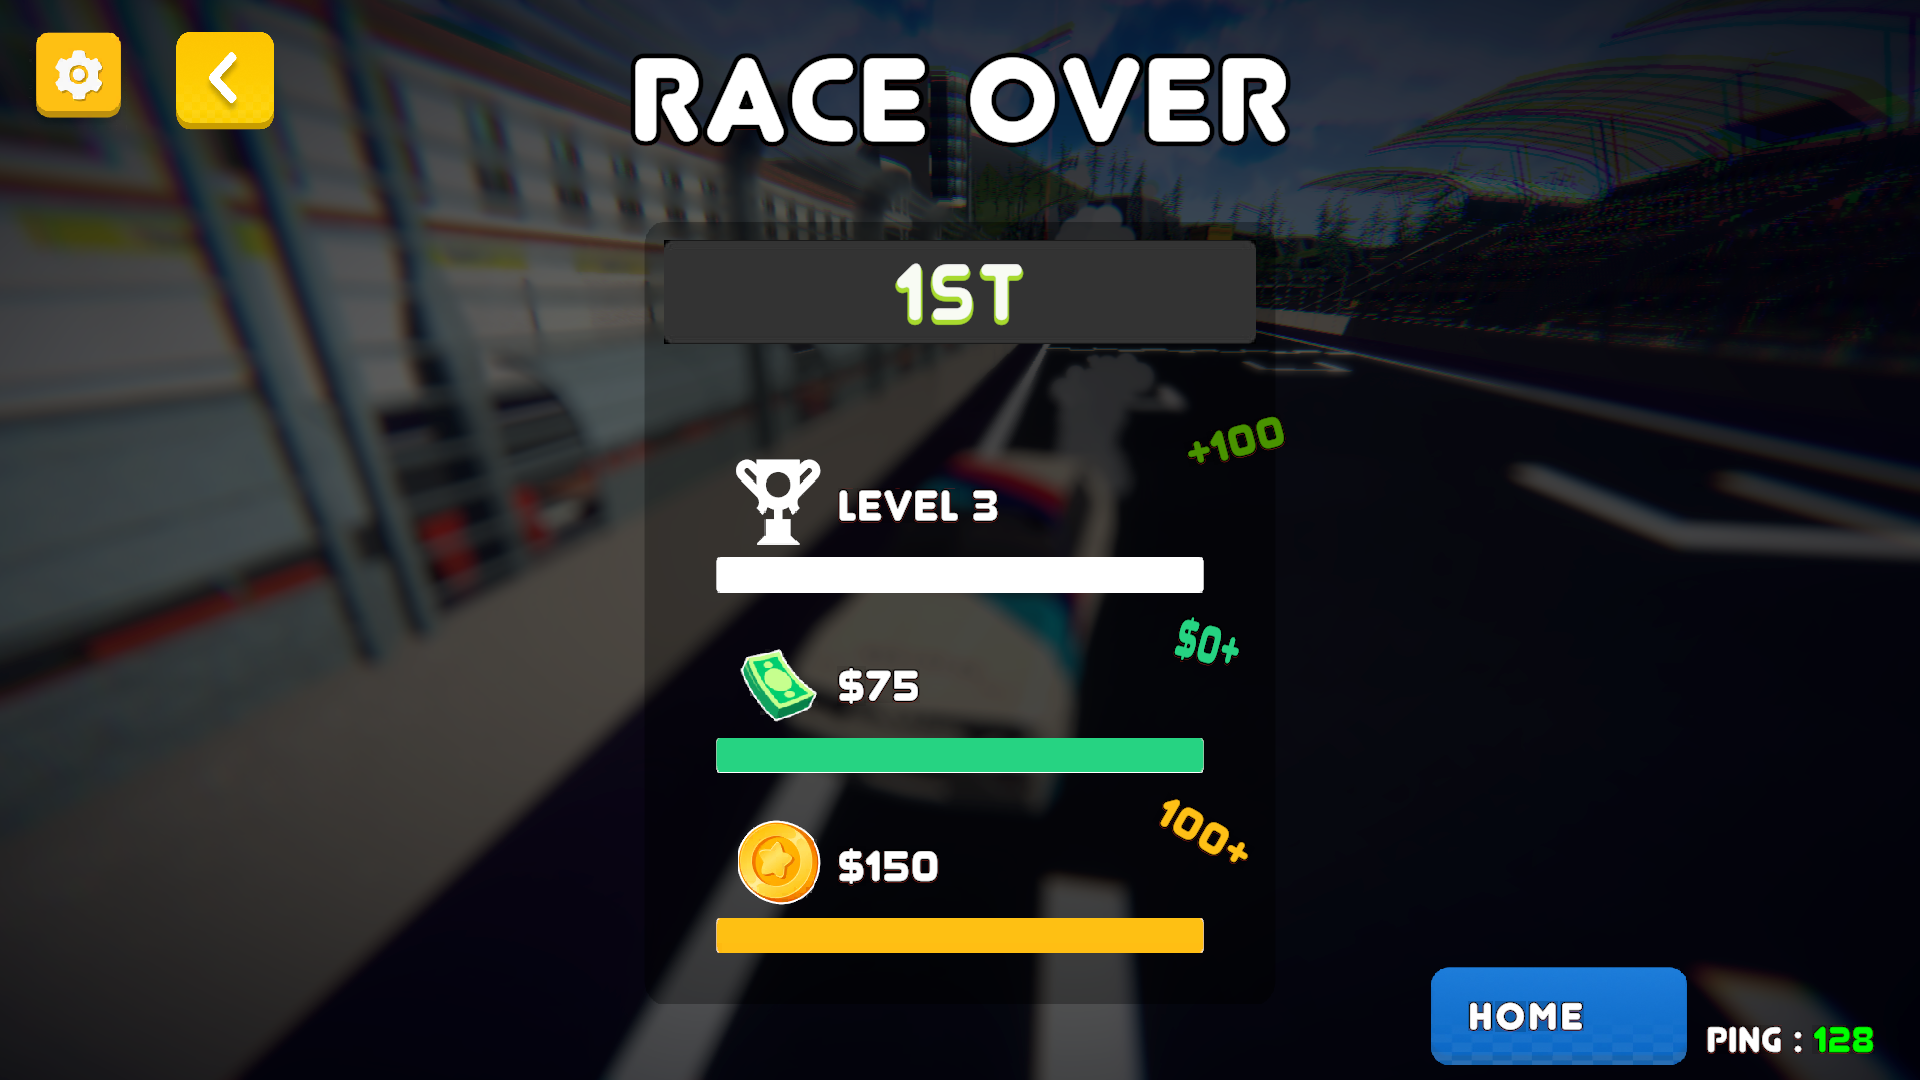 RACE OVER
1ST
+100
LEVEL 3
$0+
$75
100+
$150
HOME
PING : 128